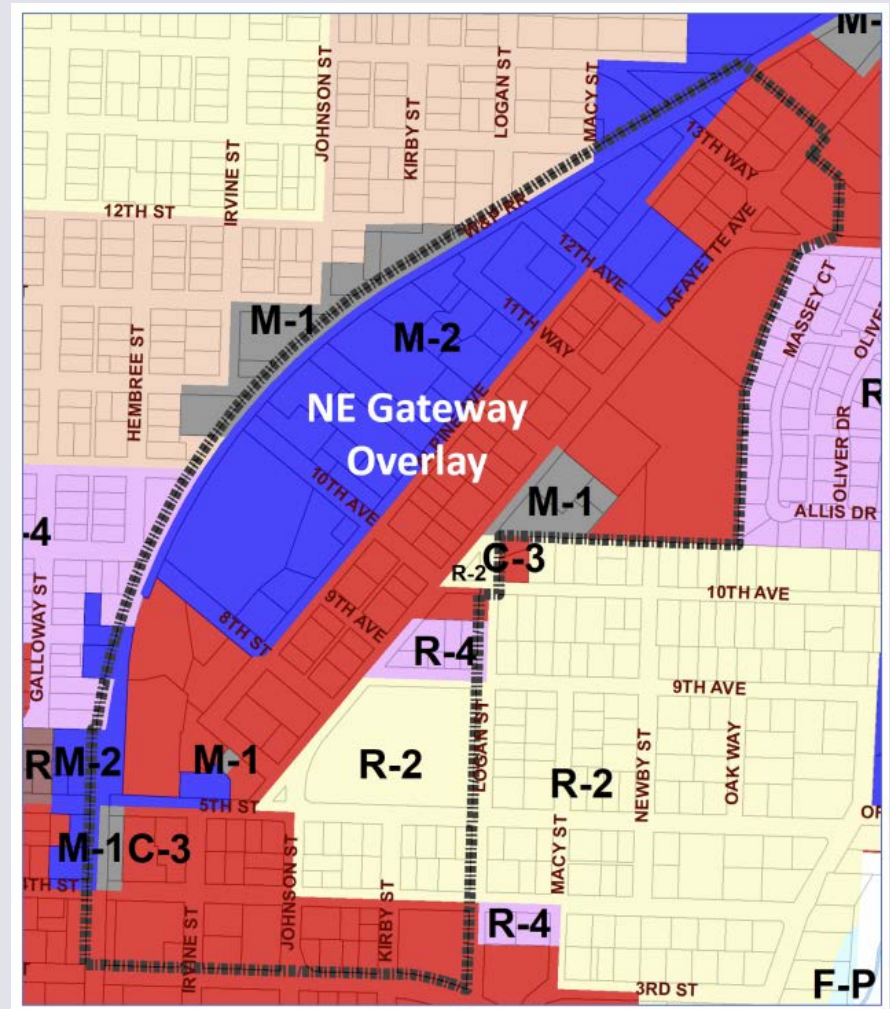 M-
JOHNSON ST
LOGAN ST
MACY ST
KIRBY ST
IRVINE ST
13TH WAY
12TH ST
W&P RR
12TH AVE
LAFAYETTE AVE
MASSEY CT
OLIVER
M-1
11TH WAY
M-2
HEMBREE ST
NE Gateway
Overlay
R
OLIVER DR
10TH AVE
M-1
ALLIS DR
-4
C-3
R-2
10TH AVE
9TH AVE
8TH ST
GALLOWAY ST
R-4
9TH AVE
LOGAN ST
R
M-2
M-1
R-2
R-2
NEWBY ST
OAK WAY
5TH ST
M-1
C-3
MACY ST
4TH ST
JOHNSON ST
KIRBY ST
IRVINE ST
R-4
3RD ST
F-P